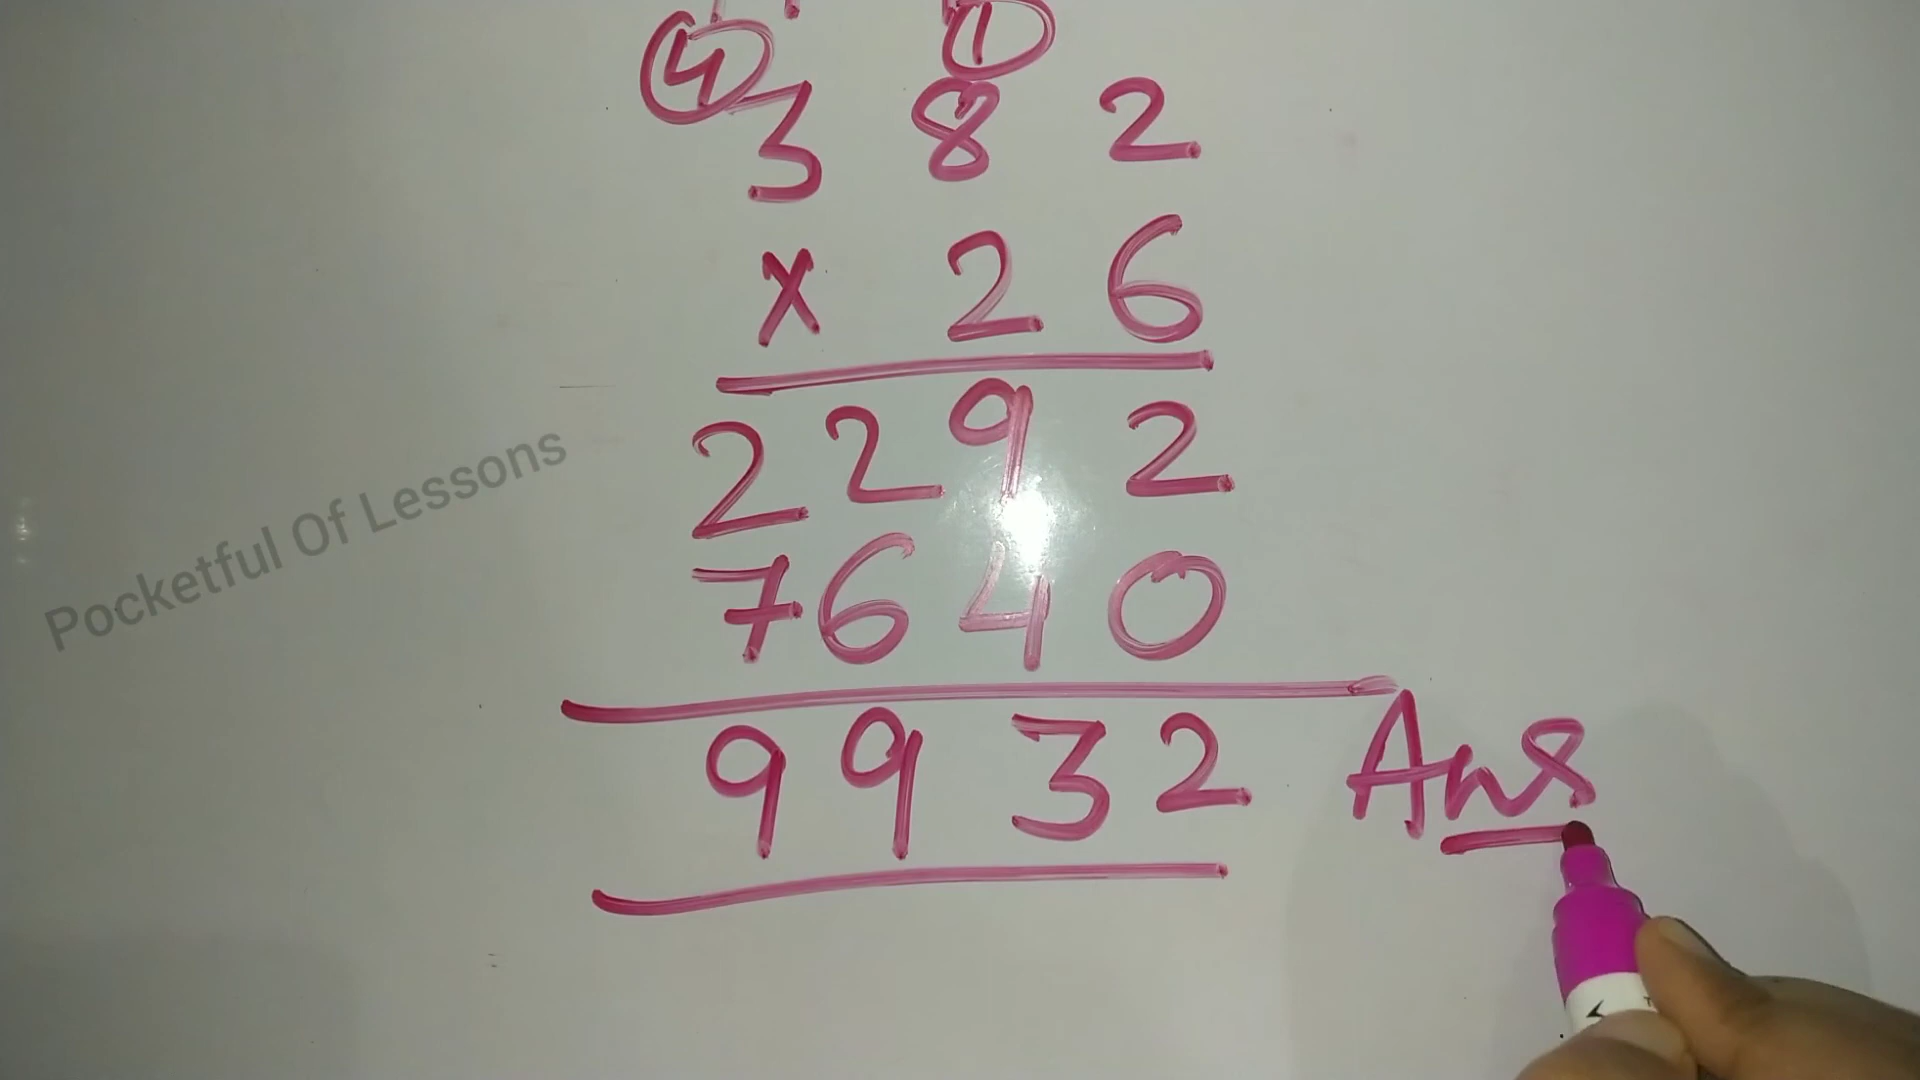 4 1
3 8 2
x 2 6
2 2 9 2
7 6 4 0
9 9 3 2 Ans
Pocketful Of Lessons